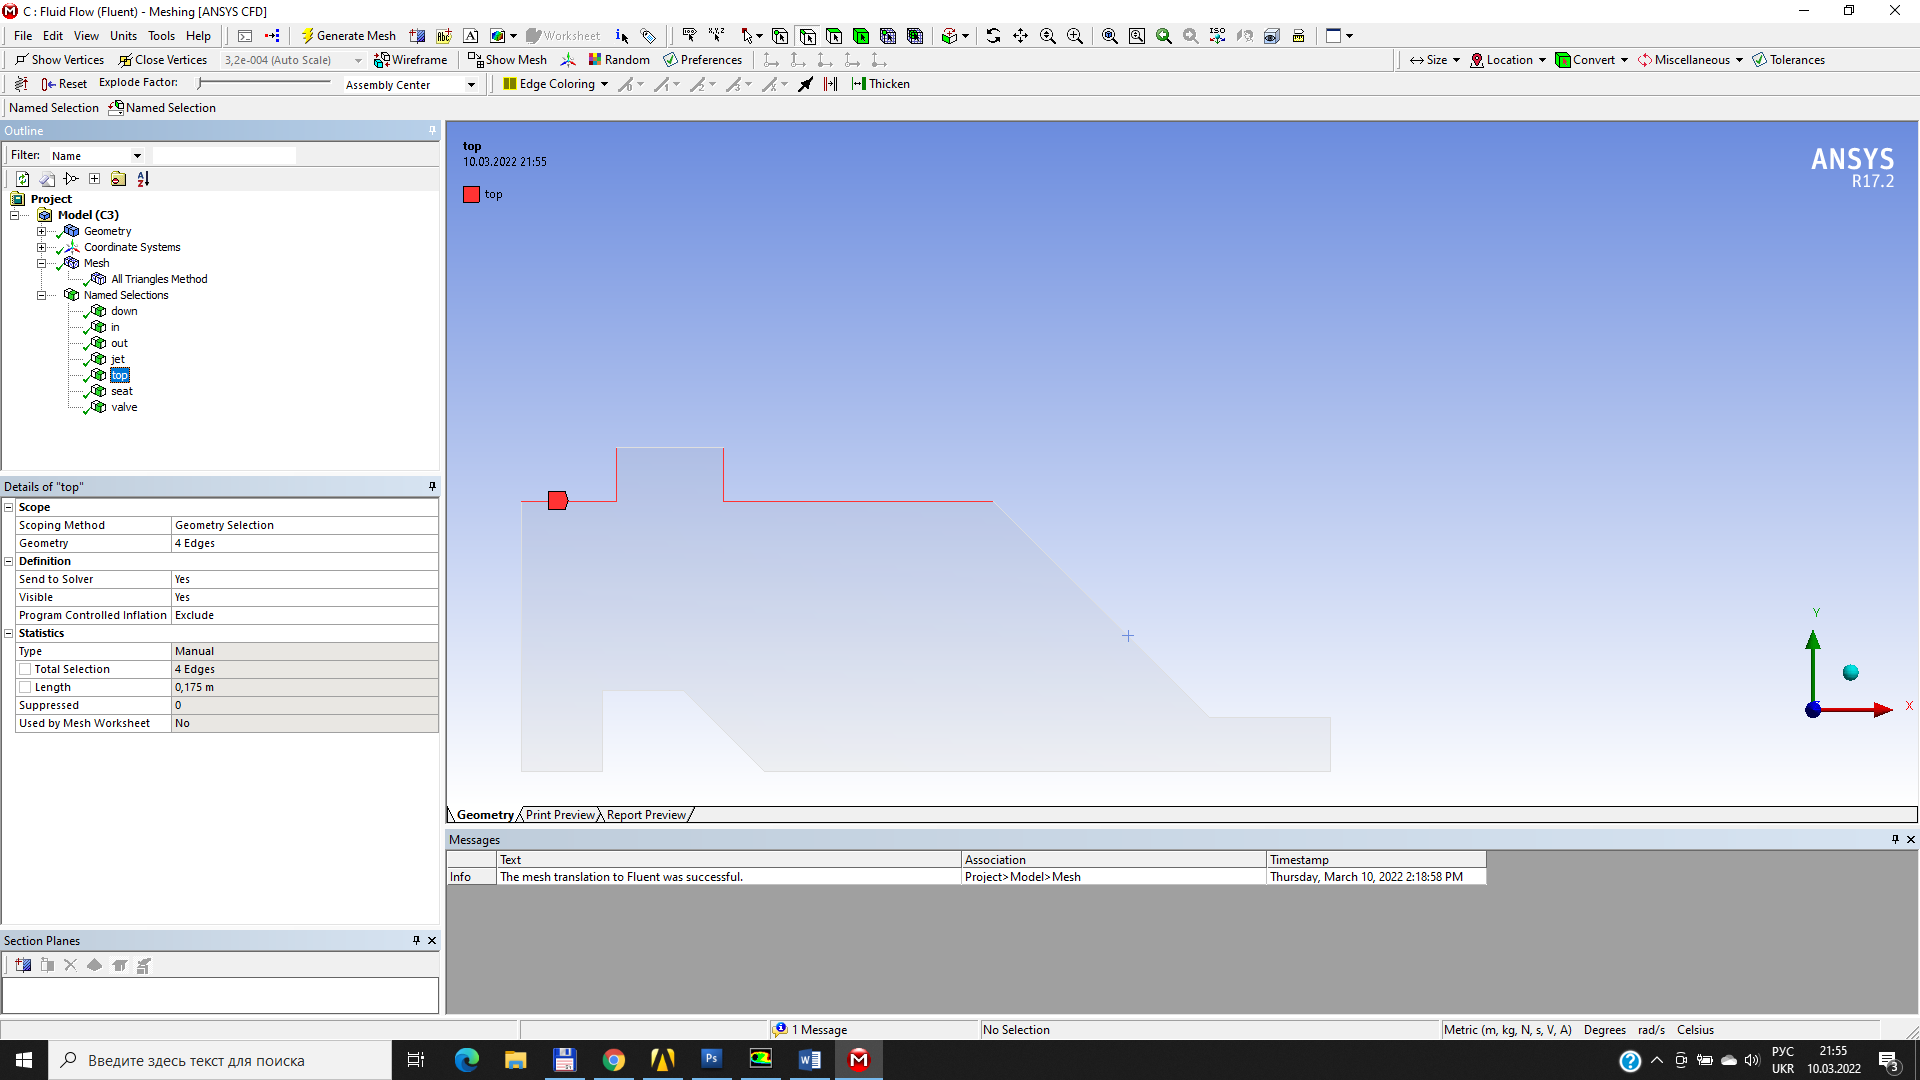 C : Fluid Flow (Fluent) - Meshing [ANSYS CFD]
File Edit View Units Tools Help Generate Mesh Worksheet
Show Vertices Close Vertices 3,2e-004 (Auto Scale) Wireframe Show Mesh Random Preferences Size Location Convert Miscellaneous Tolerances
Reset Explode Factor: Assembly Center Edge Coloring Thicken
Named Selection Named Selection
Outline
Filter: Name
Project
Model (C3)
Geometry
Coordinate Systems
Mesh
All Triangles Method
Named Selections
down
in
out
jet
top
seat
valve
Details of "top"
Scope
Scoping Method Geometry Selection
Geometry 4 Edges
Definition
Send to Solver Yes
Visible Yes
Program Controlled Inflation Exclude
Statistics
Type Manual
Total Selection 4 Edges
Length 0,175 m
Suppressed 0
Used by Mesh Worksheet No
Section Planes
top
10.03.2022 21:55
top
ANSYS
R17.2
Y
X
Geometry Print Preview Report Preview
Messages
Text Association Timestamp
Info The mesh translation to Fluent was successful. Project>Model>Mesh Thursday, March 10, 2022 2:18:58 PM
1 Message No Selection Metric (m, kg, N, s, V, A) Degrees rad/s Celsius
Введите здесь текст для поиска
РУС
UKR
21:55
10.03.2022
3